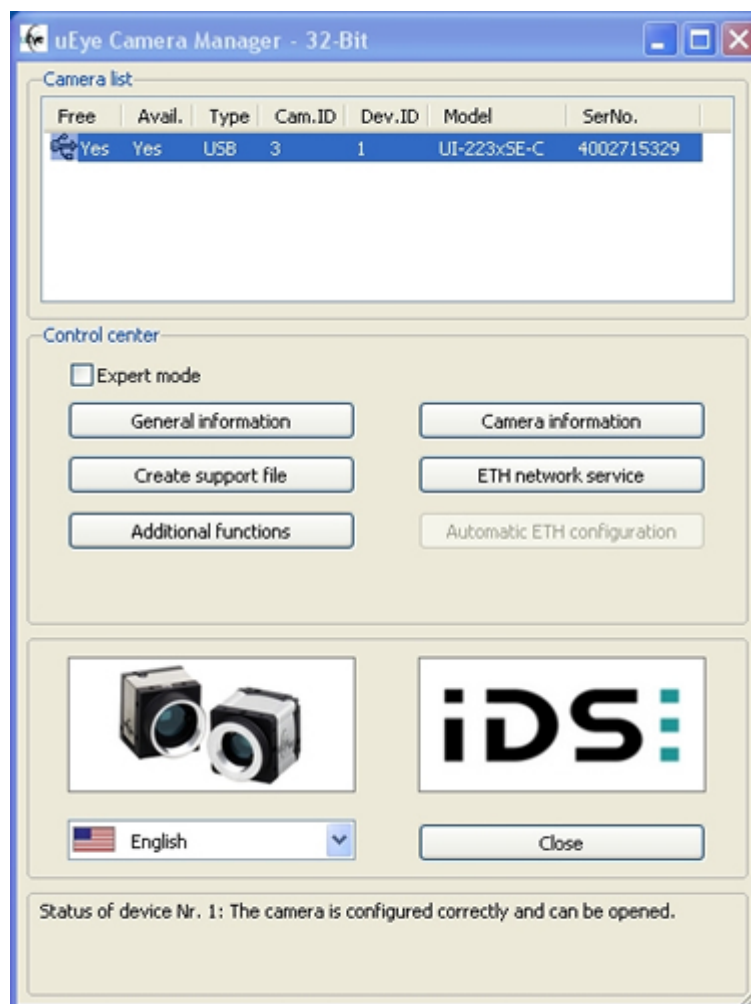 uEye Camera Manager - 32-Bit
Camera list
Free Avail. Type Cam.ID Dev.ID Model SerNo.
Yes Yes USB 3 1 UI-223xSE-C 4002715329
Control center
Expert mode
General information Camera information
Create support file ETH network service
Additional functions Automatic ETH configuration
iDS
English Close
Status of device Nr. 1: The camera is configured correctly and can be opened.